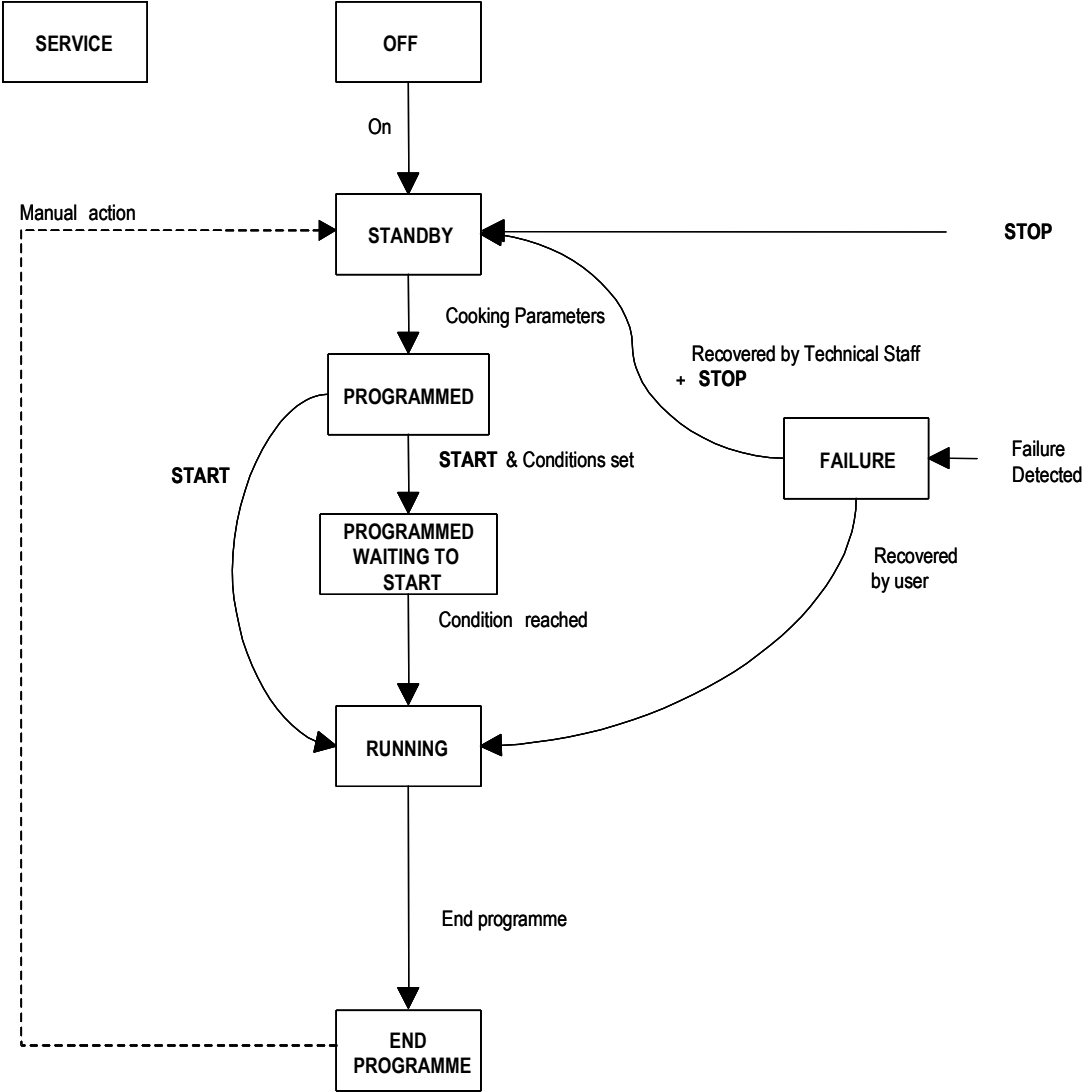 SERVICE
OFF
On
Manual action
STANDBY
STOP
Cooking Parameters
Recovered by Technical Staff
+ STOP
PROGRAMMED
START & Conditions set
START
FAILURE
Failure
Detected
PROGRAMMED
WAITING TO
START
Recovered
by user
Condition reached
RUNNING
End programme
END
PROGRAMME